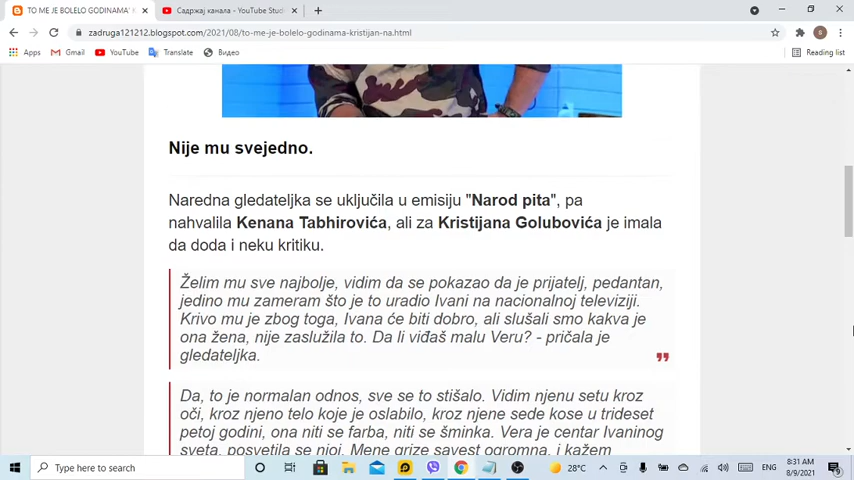 TO ME JE BOLELO GODINAMA'
Садржај канала - YouTube Studi
zadruga121212.blogspot.com/2021/08/to-me-je-bolelo-godinama-kristijan-na.html
Apps Gmail YouTube Translate Видео Reading list
Nije mu svejedno.
Naredna gledateljka se uključila u emisiju "Narod pita", pa
nahvalila Kenana Tabhirovića, ali za Kristijana Golubovića je imala
da doda i neku kritiku.
Želim mu sve najbolje, vidim da se pokazao da je prijatelj, pedantan,
jedino mu zameram što je to uradio Ivani na nacionalnoj televiziji.
Krivo mu je zbog toga, Ivana će biti dobro, ali slušali smo kakva je
ona žena, nije zaslužila to. Da li viđaš malu Veru? - pričala je
gledateljka.
Da, to je normalan odnos, sve se to stišalo. Vidim njenu setu kroz
oči, kroz njeno telo koje je oslabilo, kroz njene sede kose u trideset
petoj godini, ona niti se farba, niti se šminka. Vera je centar Ivaninog
sveta, posvetila se njoj. Mene grize savest ogromna, i kažem
Type here to search
28°C
ENG
8:31 AM
8/9/2021